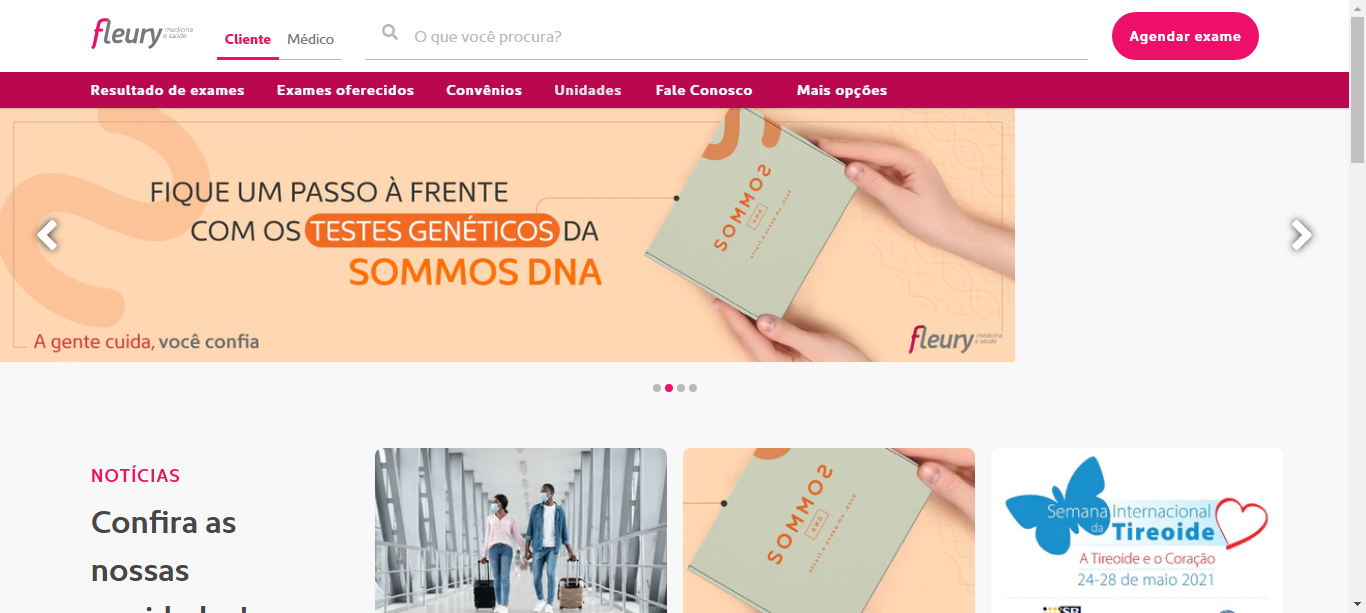 fleury medicina e saúde
Cliente
Médico
O que você procura?
Agendar exame
Resultado de exames
Exames oferecidos
Convênios
Unidades
Fale Conosco
Mais opções
FIQUE UM PASSO À FRENTE
COM OS TESTES GENÉTICOS DA
SOMMOS DNA
SOMMOS
DNA
A gente cuida, você confia
fleury medicina e saúde
NOTÍCIAS
Confira as
nossas
SOMMOS
DNA
Semana Internacional
da Tireoide
A Tireoide e o Coração
24-28 de maio 2021